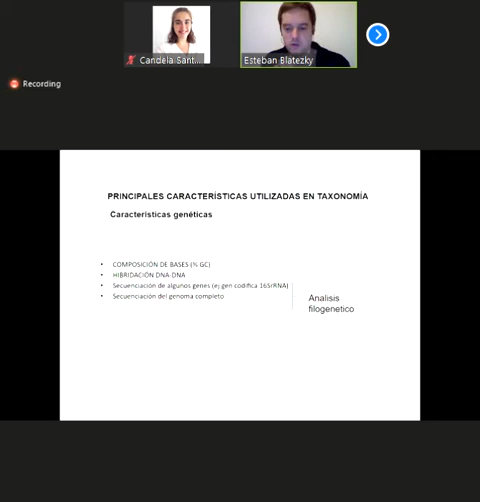 Candela Sant...
Esteban Blatezky
Recording
PRINCIPALES CARACTERÍSTICAS UTILIZADAS EN TAXONOMÍA
Características genéticas
• COMPOSICIÓN DE BASES (% GC)
• HIBRIDACIÓN DNA-DNA
• Secuenciación de algunos genes (ej gen codifica 16SrRNA)
• Secuenciación del genoma completo
Analisis
filogenetico